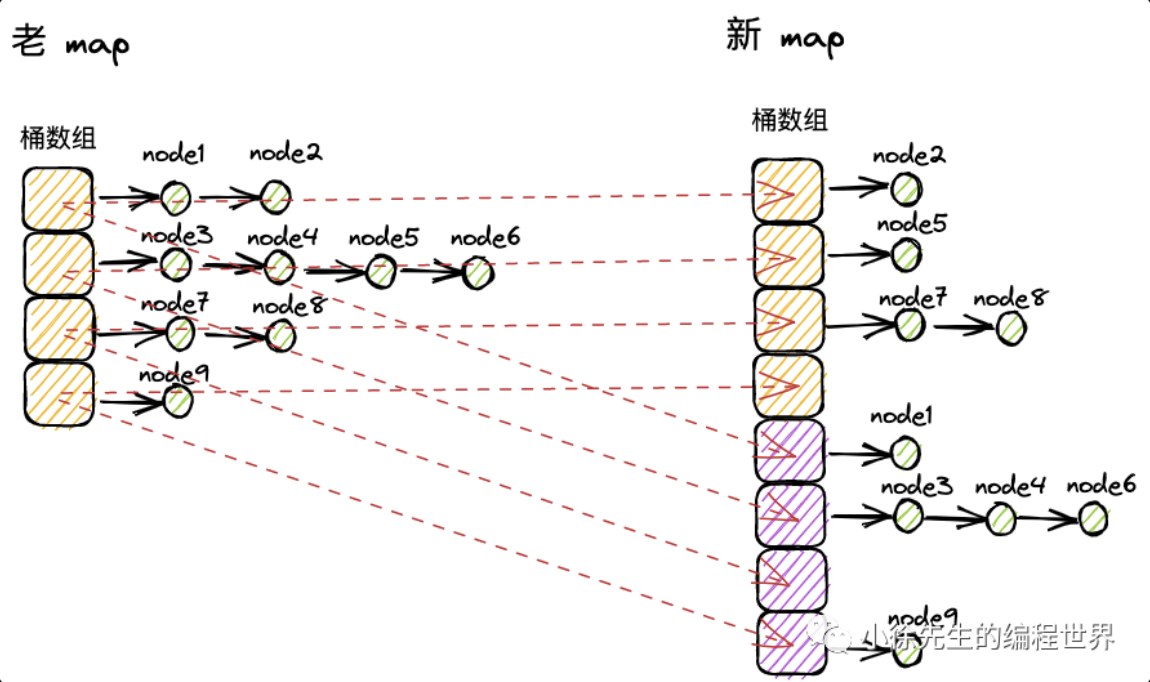 老 map
新 map
桶数组
node1 node2
node3 node4 node5 node6
node7 node8
node9
桶数组
node2
node5
node7 node8
node1
node3 node4 node6
node9
小徐先生的编程世界